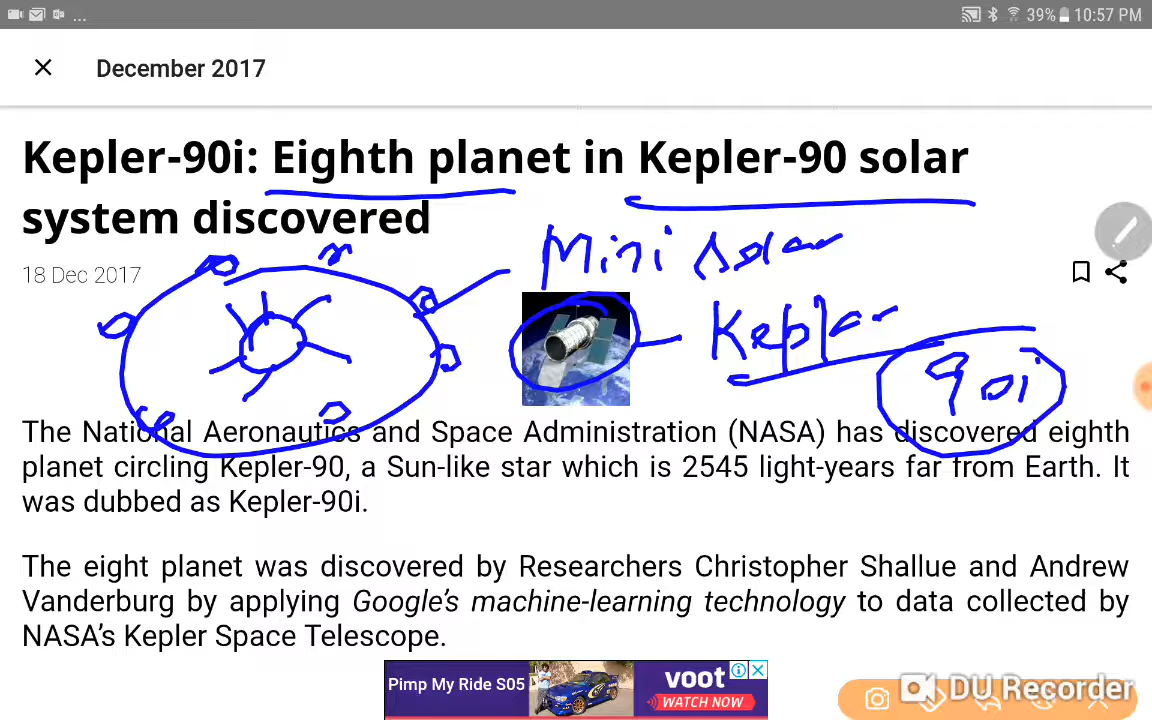 ... 39% 10:57 PM
December 2017
Kepler-90i: Eighth planet in Kepler-90 solar
system discovered
18 Dec 2017
Mini solar
Kepler
90i
The National Aeronautics and Space Administration (NASA) has discovered eighth
planet circling Kepler-90, a Sun-like star which is 2545 light-years far from Earth. It
was dubbed as Kepler-90i.
The eight planet was discovered by Researchers Christopher Shallue and Andrew
Vanderburg by applying Google's machine-learning technology to data collected by
NASA's Kepler Space Telescope.
Pimp My Ride S05
voot
WATCH NOW
DU Recorder